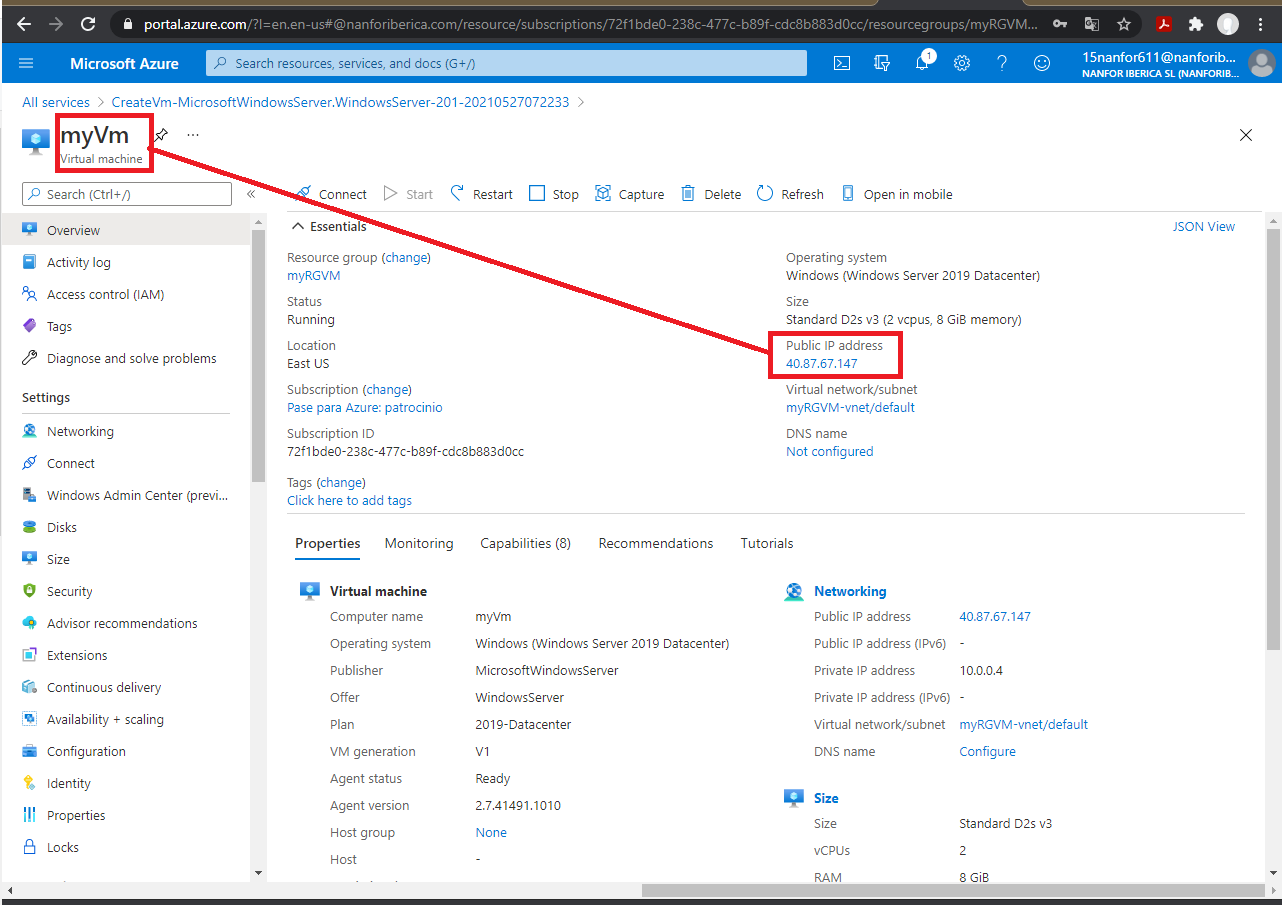 portal.azure.com/?l=en.en-us#@nanforiberica.com/resource/subscriptions/72f1bde0-238c-477c-b89f-cdc8b883d0cc/resourcegroups/myRGVM...
Microsoft Azure
Search resources, services, and docs (G+/)
1
15nanfor611@nanforib...
NANFOR IBERICA SL (NANFORIB...
All services > CreateVm-MicrosoftWindowsServer.WindowsServer-201-20210527072233 >
myVm
...
Virtual machine
Search (Ctrl+/)
«
Connect
Start
Restart
Stop
Capture
Delete
Refresh
Open in mobile
Overview
Activity log
Access control (IAM)
Tags
Diagnose and solve problems
Settings
Networking
Connect
Windows Admin Center (previ...
Disks
Size
Security
Advisor recommendations
Extensions
Continuous delivery
Availability + scaling
Configuration
Identity
Properties
Locks
Essentials
JSON View
Resource group (change)
myRGVM
Status
Running
Location
East US
Subscription (change)
Pase para Azure: patrocinio
Subscription ID
72f1bde0-238c-477c-b89f-cdc8b883d0cc
Tags (change)
Click here to add tags
Operating system
Windows (Windows Server 2019 Datacenter)
Size
Standard D2s v3 (2 vcpus, 8 GiB memory)
Public IP address
40.87.67.147
Virtual network/subnet
myRGVM-vnet/default
DNS name
Not configured
Properties
Monitoring
Capabilities (8)
Recommendations
Tutorials
Virtual machine
Computer name myVm
Operating system Windows (Windows Server 2019 Datacenter)
Publisher MicrosoftWindowsServer
Offer WindowsServer
Plan 2019-Datacenter
VM generation V1
Agent status Ready
Agent version 2.7.41491.1010
Host group None
Host -
Networking
Public IP address 40.87.67.147
Public IP address (IPv6) -
Private IP address 10.0.0.4
Private IP address (IPv6) -
Virtual network/subnet myRGVM-vnet/default
DNS name Configure
Size
Size Standard D2s v3
vCPUs 2
RAM 8 GiB